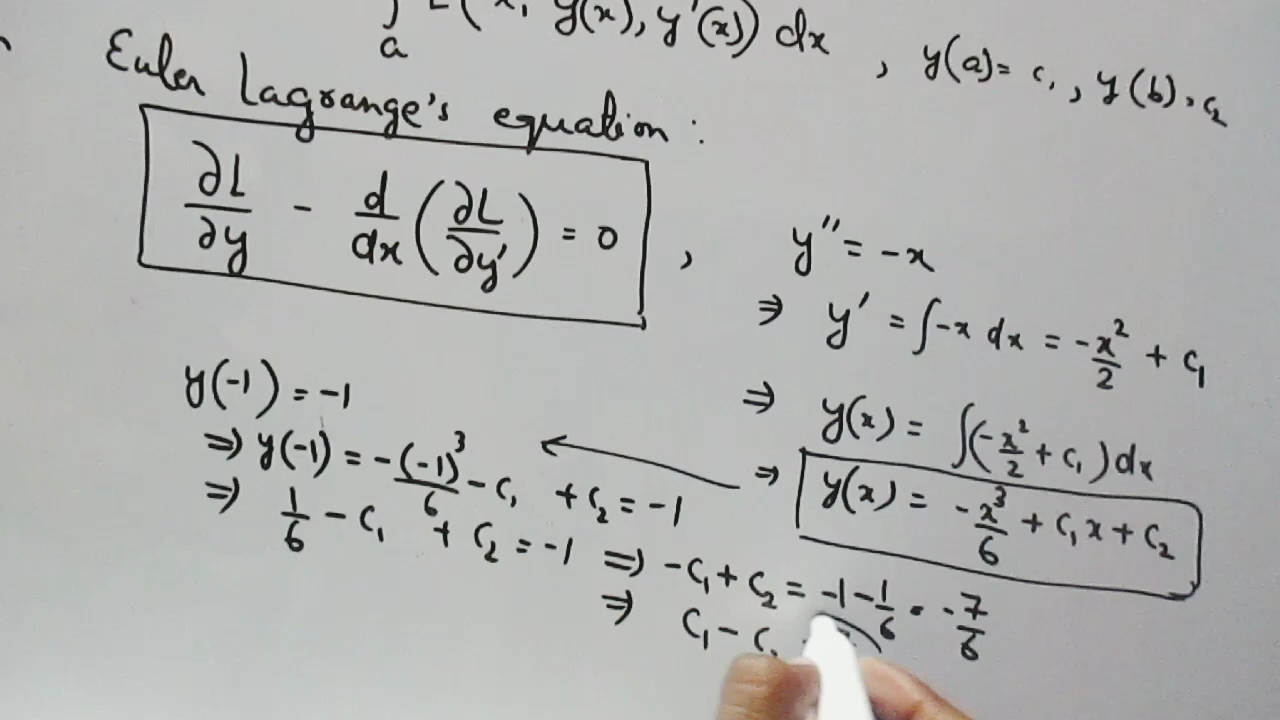 ∫ₐ L(x, y(x), y'(x)) dx , y(a) = c₁, y(b) = c₂
Euler Lagrange's equation :
∂L/∂y - d/dx (∂L/∂y') = 0 ,
y'' = -x
⇒ y' = ∫-x dx = -x²/2 + c₁
⇒ y(x) = ∫(-x²/2 + c₁)dx
⇒ y(x) = -x³/6 + c₁x + c₂
y(-1) = -1
⇒ y(-1) = -(-1)³/6 - c₁ + c₂ = -1
⇒ 1/6 - c₁ + c₂ = -1
⇒ -c₁ + c₂ = -1 - 1/6 = -7/6
⇒ c₁ - c